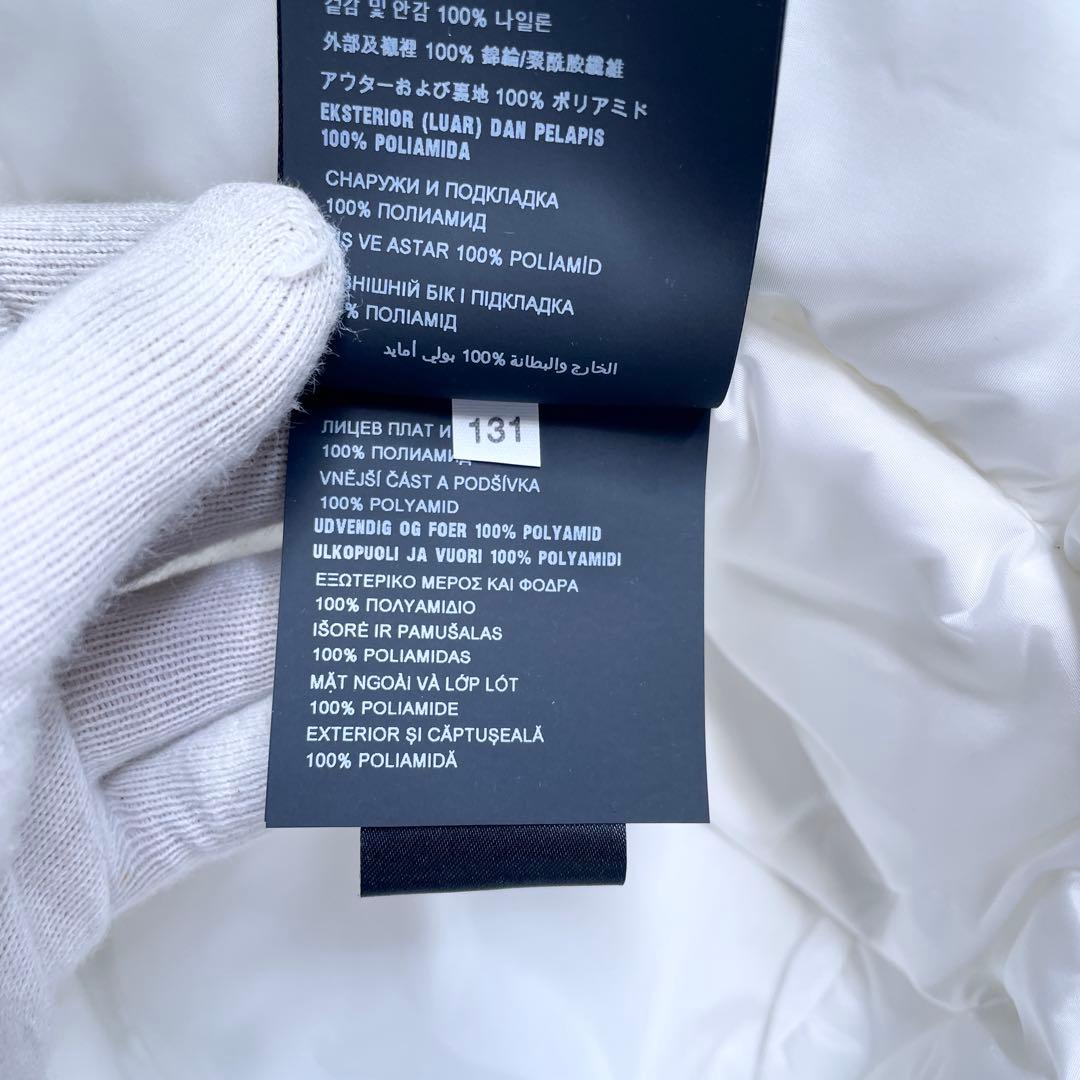 겉감 및 안감 100% 나일론
外部及襯裡 100% 錦綸/聚酰胺纖維
アウターおよび裏地 100% ポリアミド
EKSTERIOR (LUAR) DAN PELAPIS
100% POLIAMIDA
СНАРУЖИ И ПОДКЛАДКА
100% ПОЛИАМИД
Ş VE ASTAR 100% POLİAMİD
ВНІШНІЙ БІК І ПІДКЛАДКА
% ПОЛІАМІД
الخارج والبطانة 100% بولي أمايد
ЛИЦЕВ ПЛАТ И
131
100% ПОЛИАМИД
VNĚJŠÍ ČÁST A PODŠÍVKA
100% POLYAMID
UDVENDIG OG FOER 100% POLYAMID
ULKOPUOLI JA VUORI 100% POLYAMIDI
ΕΞΩΤΕΡΙΚΟ ΜΕΡΟΣ ΚΑΙ ΦΟΔΡΑ
100% ΠΟΛΥΑΜΙΔΙΟ
IŠORĖ IR PAMUŠALAS
100% POLIAMIDAS
MẶT NGOÀI VÀ LỚP LÓT
100% POLIAMIDE
EXTERIOR ȘI CĂPTUȘEALĂ
100% POLIAMIDĂ